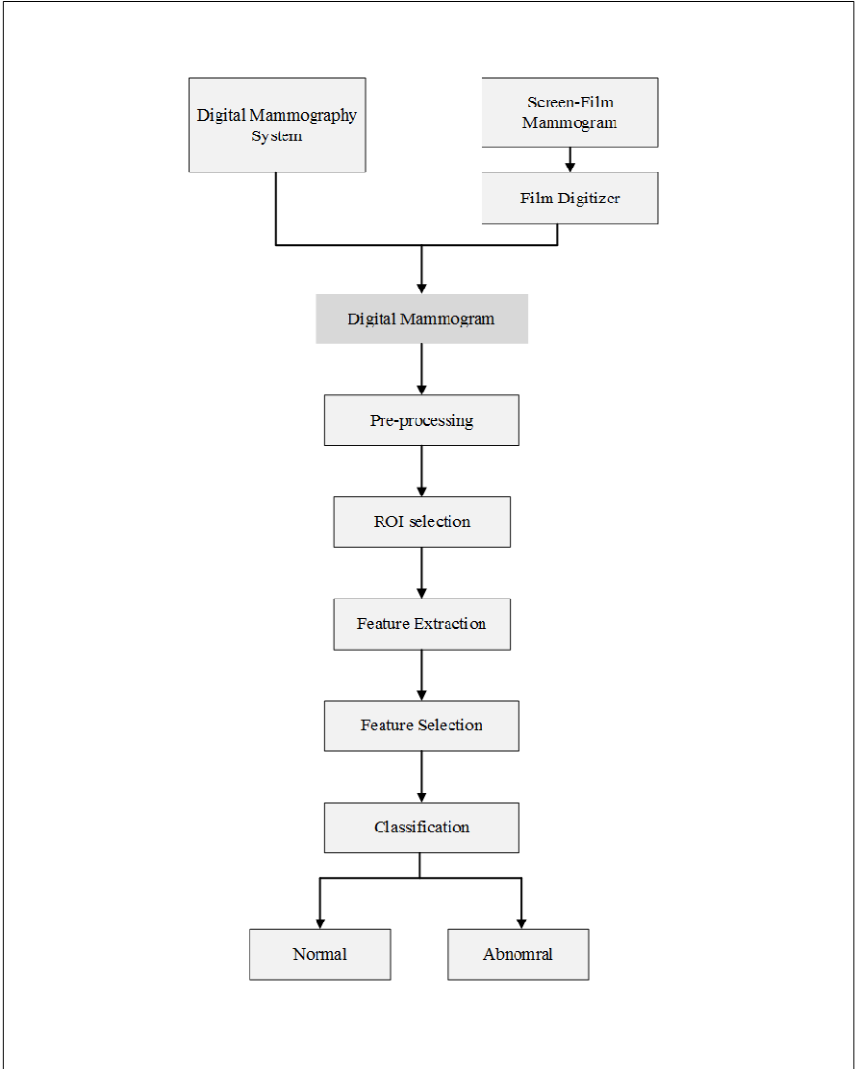 Digital Mammography
System
Screen-Film
Mammogram
Film Digitizer
Digital Mammogram
Pre-processing
ROI selection
Feature Extraction
Feature Selection
Classification
Normal
Abnomral